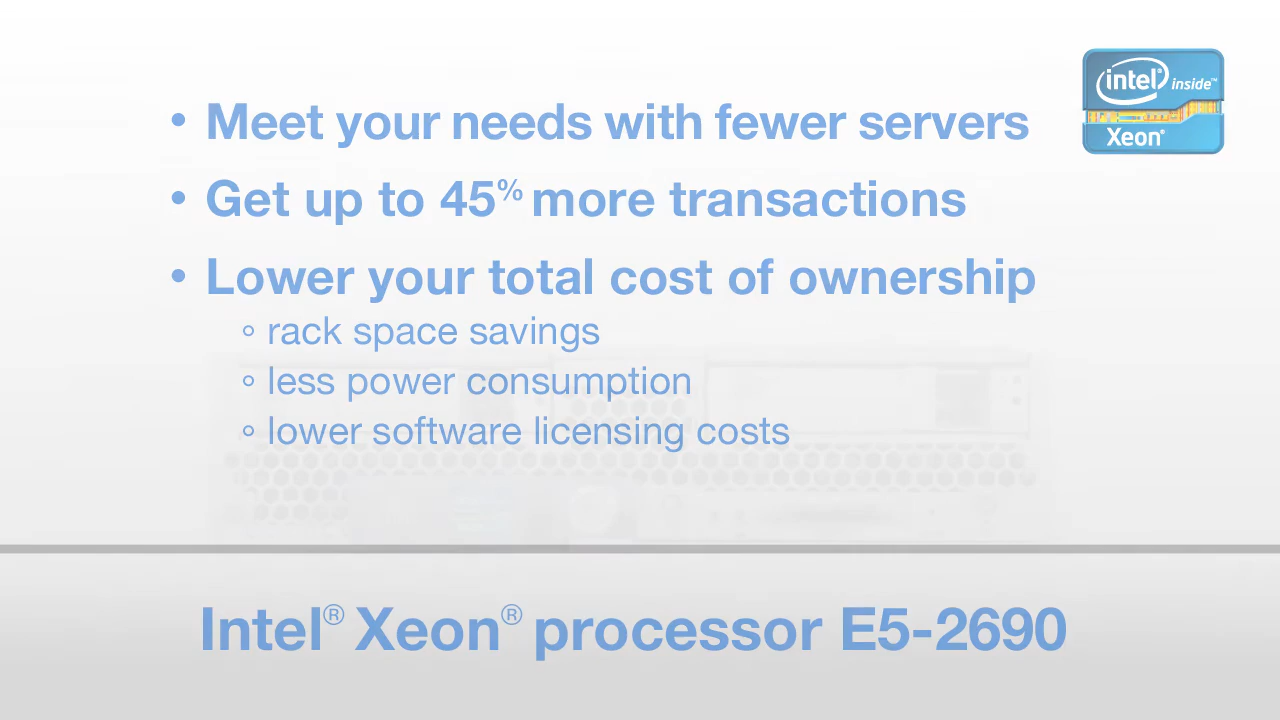 intel® inside™
Xeon®
• Meet your needs with fewer servers
• Get up to 45% more transactions
• Lower your total cost of ownership
◦ rack space savings
◦ less power consumption
◦ lower software licensing costs
Intel® Xeon® processor E5-2690